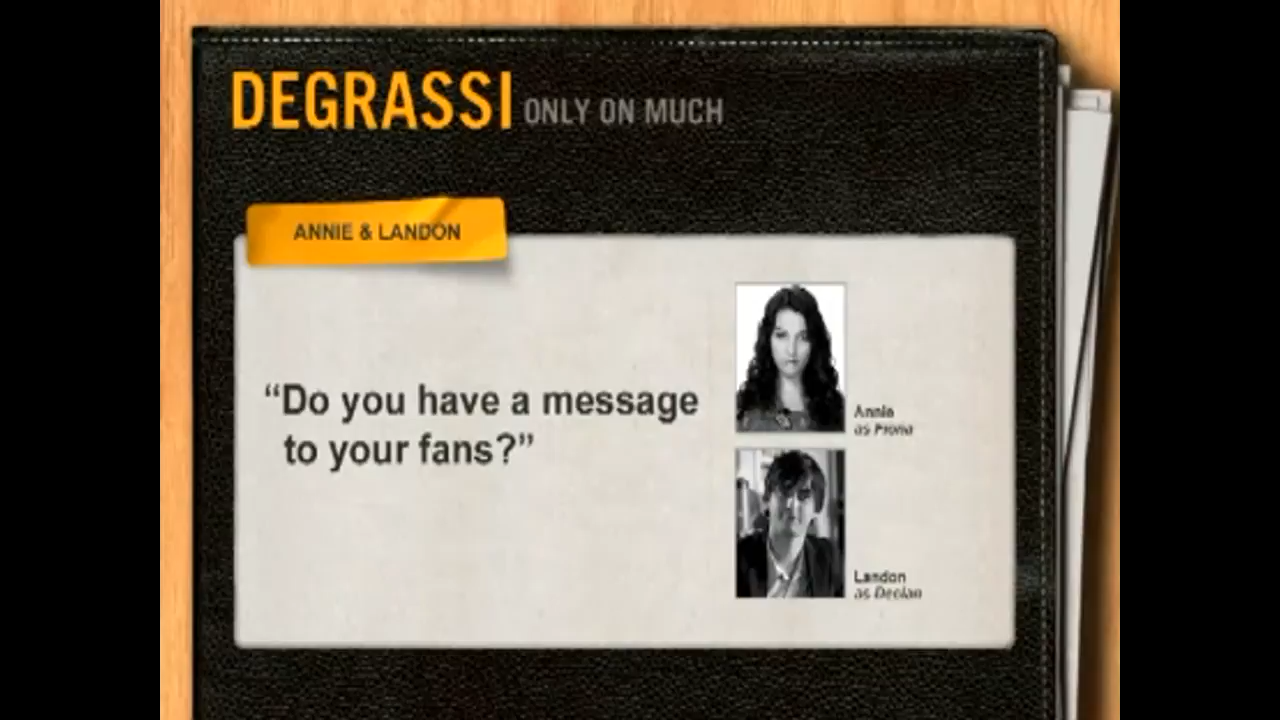 DEGRASSI ONLY ON MUCH
ANNIE & LANDON
“Do you have a message
to your fans?”
Annie
as Fiona
Landon
as Declan